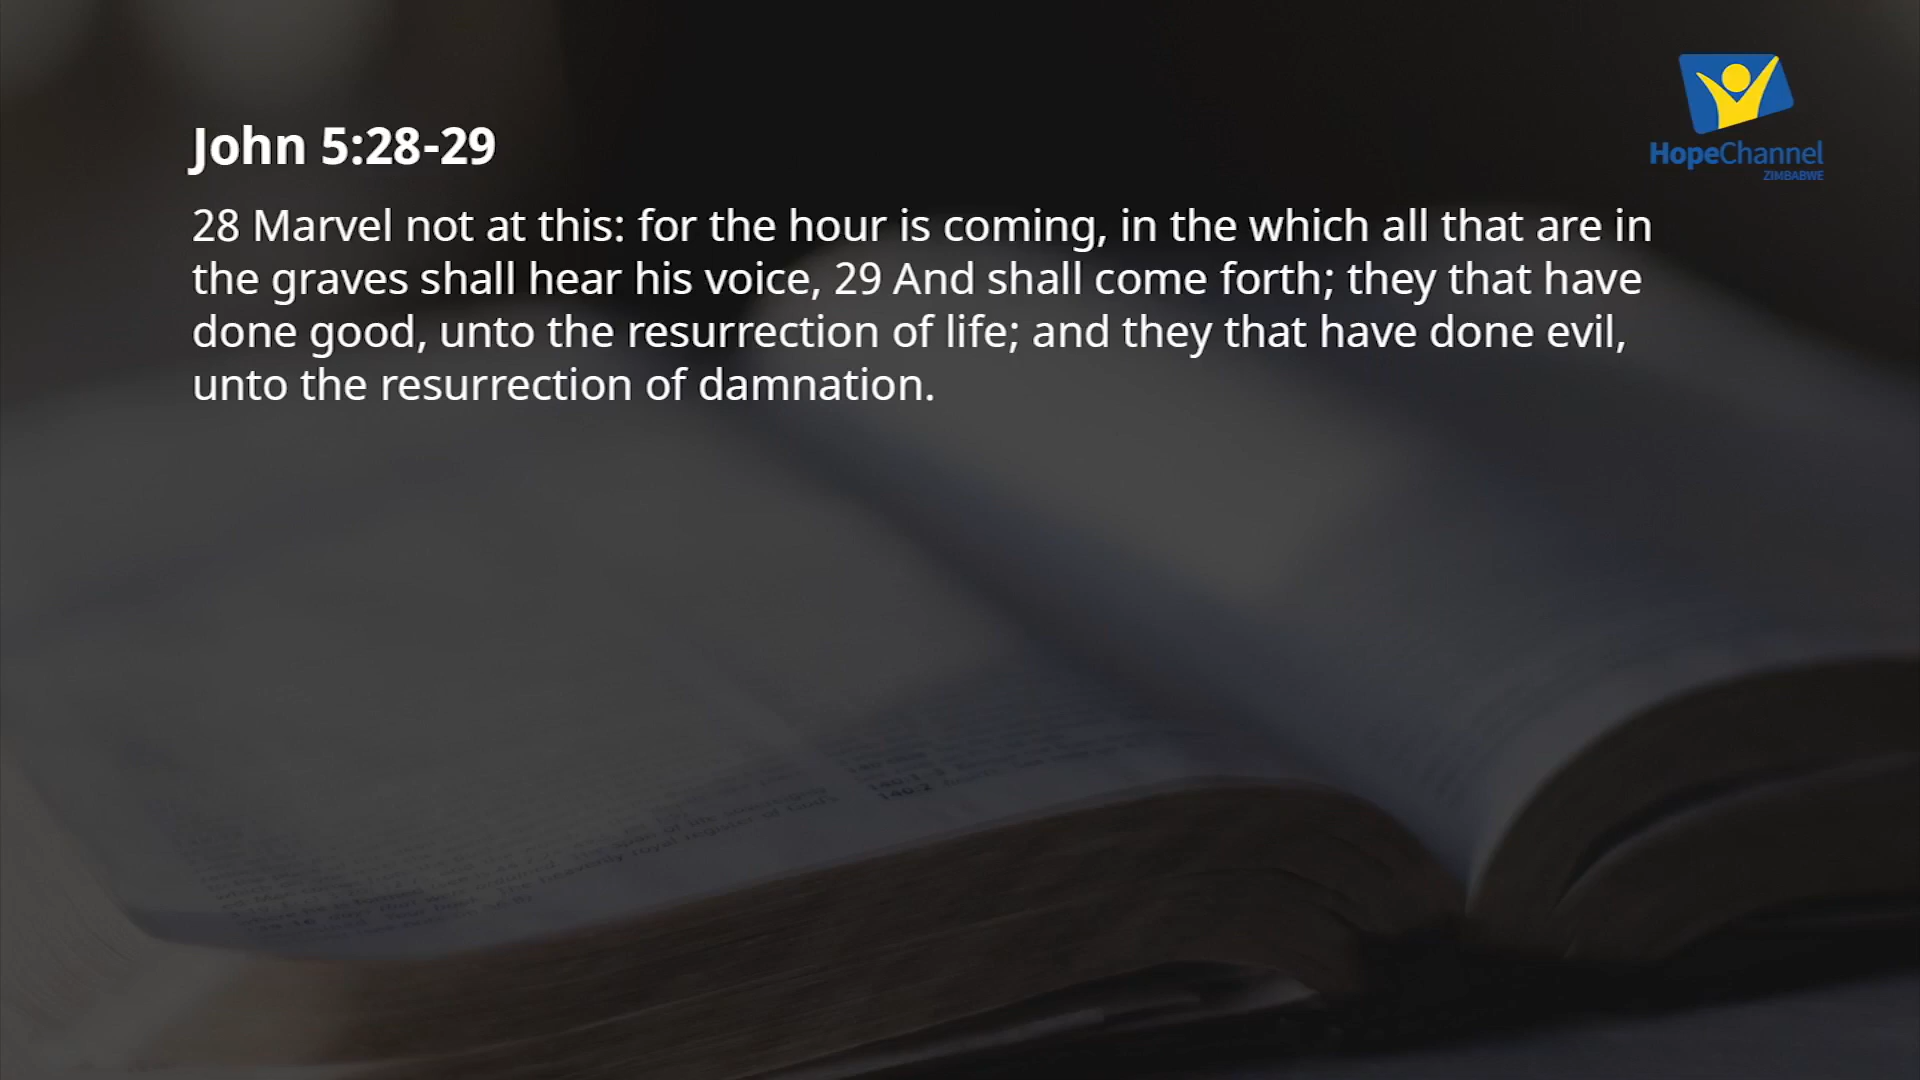 John 5:28-29
HopeChannel
ZIMBABWE
28 Marvel not at this: for the hour is coming, in the which all that are in
the graves shall hear his voice, 29 And shall come forth; they that have
done good, unto the resurrection of life; and they that have done evil,
unto the resurrection of damnation.